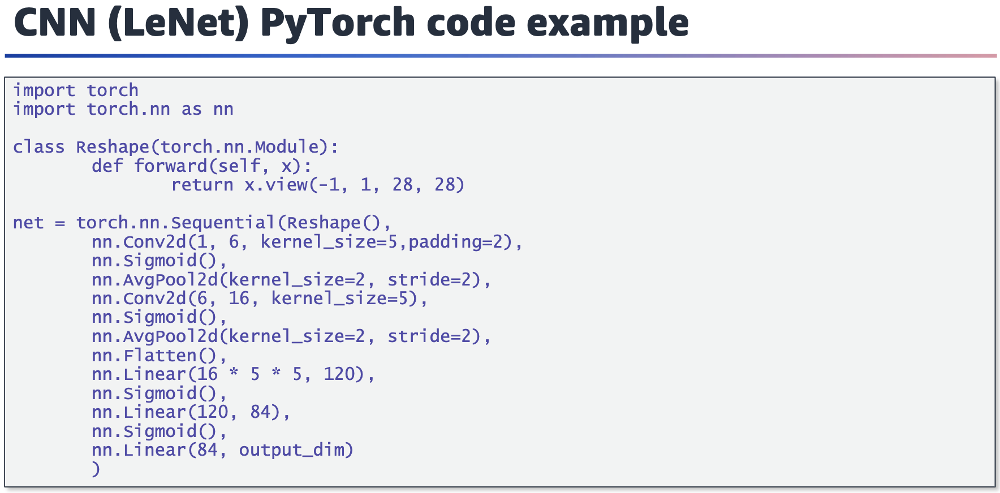 CNN (LeNet) PyTorch code example
import torch
import torch.nn as nn
class Reshape(torch.nn.Module):
        def forward(self, x):
                return x.view(-1, 1, 28, 28)
net = torch.nn.Sequential(Reshape(),
        nn.Conv2d(1, 6, kernel_size=5,padding=2),
        nn.Sigmoid(),
        nn.AvgPool2d(kernel_size=2, stride=2),
        nn.Conv2d(6, 16, kernel_size=5),
        nn.Sigmoid(),
        nn.AvgPool2d(kernel_size=2, stride=2),
        nn.Flatten(),
        nn.Linear(16 * 5 * 5, 120),
        nn.Sigmoid(),
        nn.Linear(120, 84),
        nn.Sigmoid(),
        nn.Linear(84, output_dim)
        )